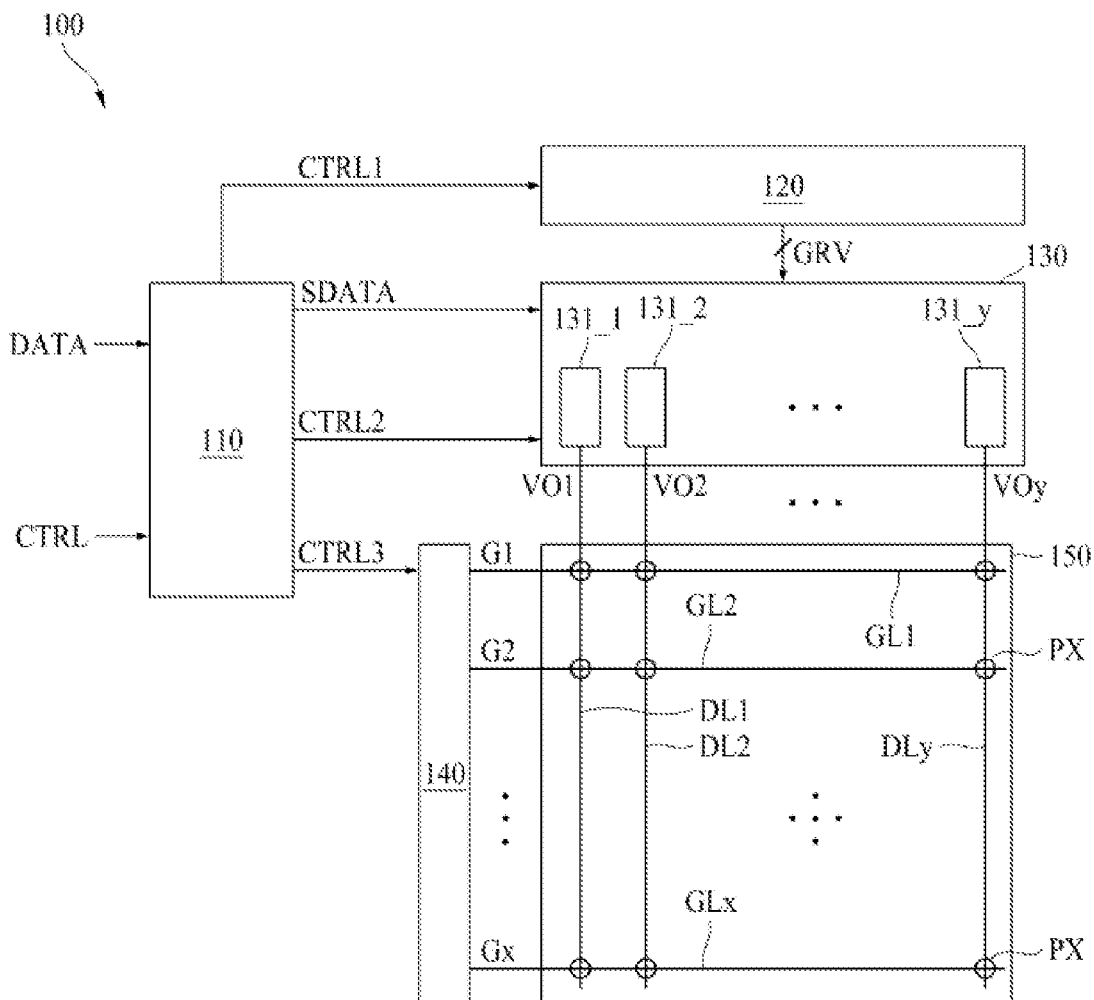 100
CTRL1
120
GRV
130
SDATA
131_1
131_2
131_y
DATA
110
CTRL2
VO1
VO2
VOy
CTRL
CTRL3
G1
150
GL2
GL1
G2
PX
DL1
DL2
DLy
140
GLx
Gx
PX